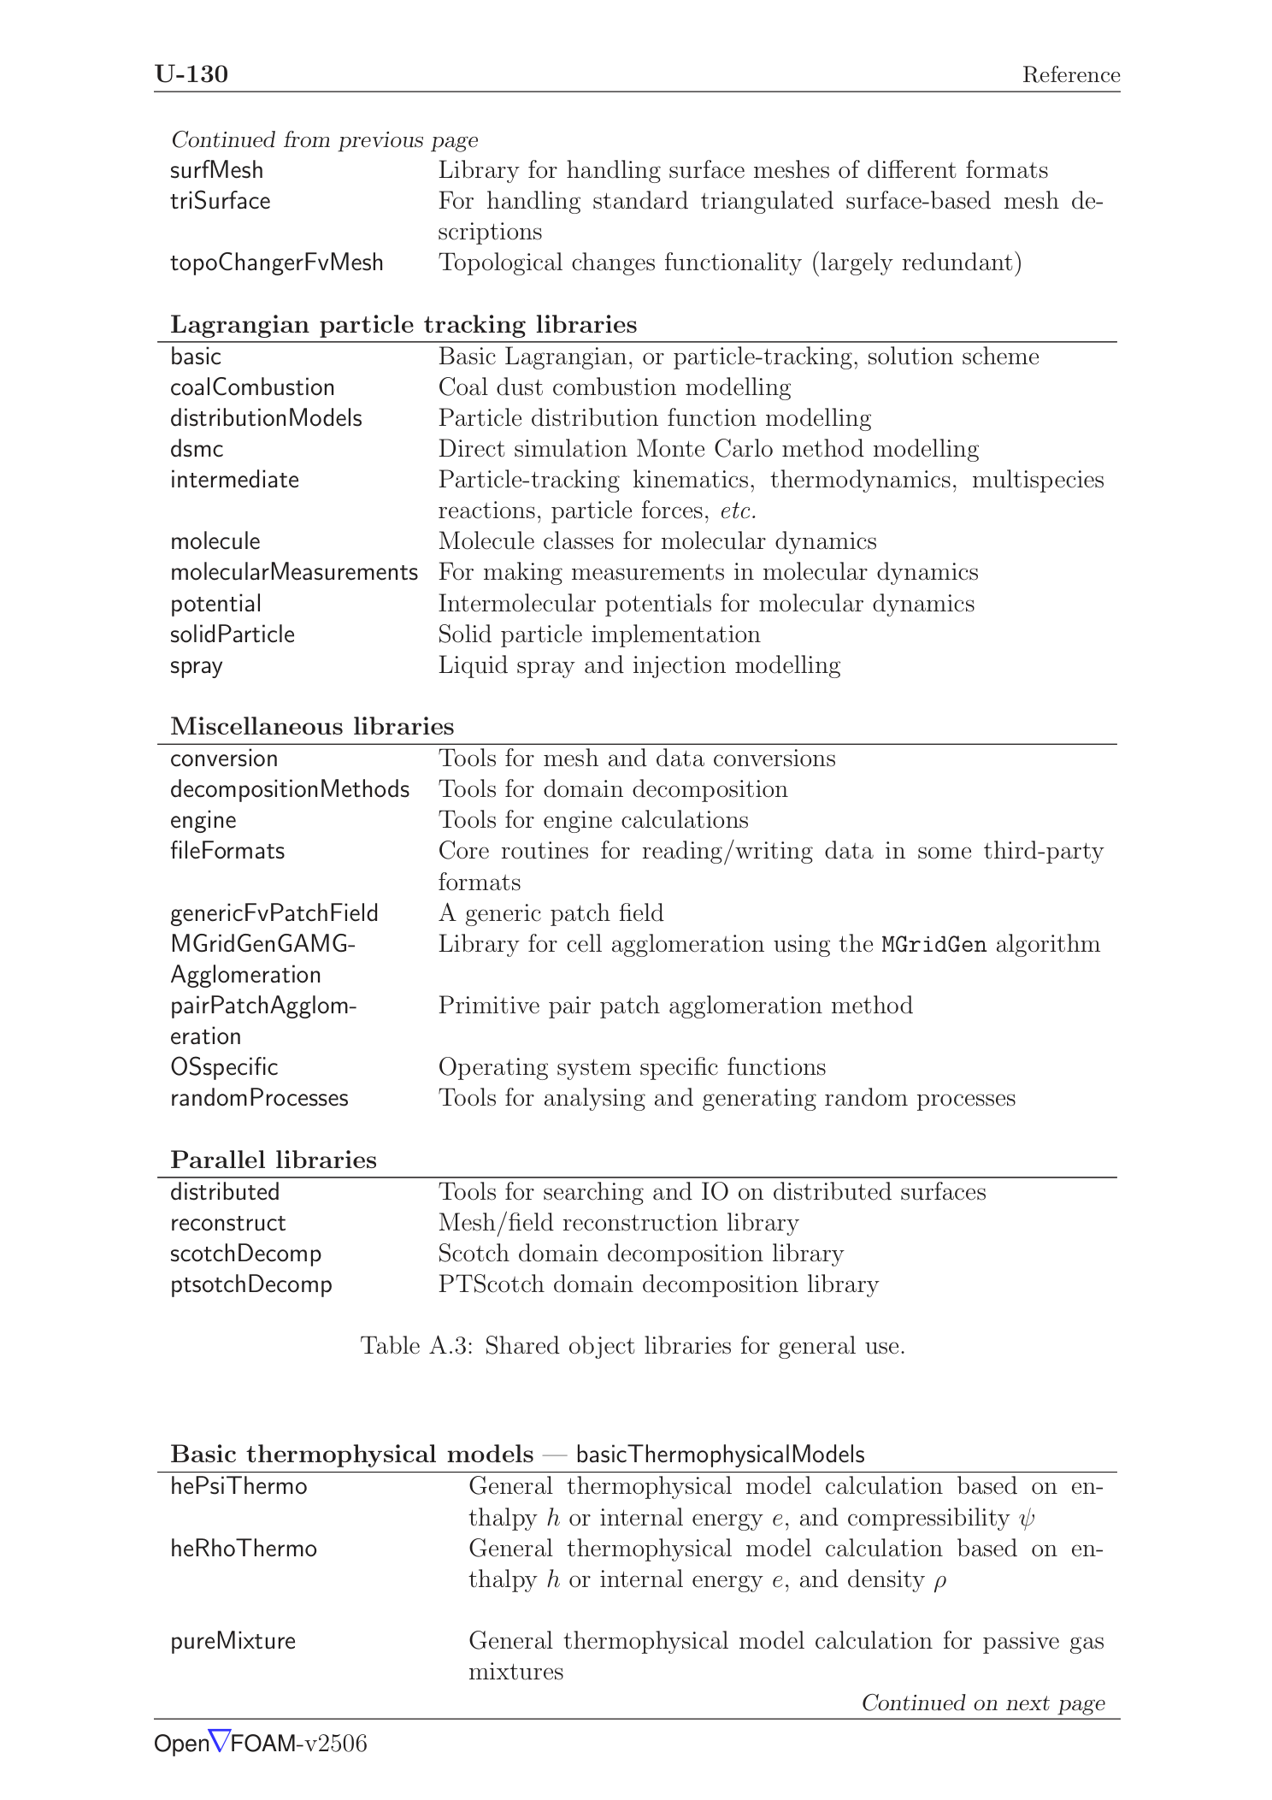 U-130 Reference
Continued from previous page
surfMesh Library for handling surface meshes of different formats
triSurface For handling standard triangulated surface-based mesh de-
scriptions
topoChangerFvMesh Topological changes functionality (largely redundant)
Lagrangian particle tracking libraries
basic Basic Lagrangian, or particle-tracking, solution scheme
coalCombustion Coal dust combustion modelling
distributionModels Particle distribution function modelling
dsmc Direct simulation Monte Carlo method modelling
intermediate Particle-tracking kinematics, thermodynamics, multispecies
reactions, particle forces, etc.
molecule Molecule classes for molecular dynamics
molecularMeasurements For making measurements in molecular dynamics
potential Intermolecular potentials for molecular dynamics
solidParticle Solid particle implementation
spray Liquid spray and injection modelling
Miscellaneous libraries
conversion Tools for mesh and data conversions
decompositionMethods Tools for domain decomposition
engine Tools for engine calculations
fileFormats Core routines for reading/writing data in some third-party
formats
genericFvPatchField A generic patch field
MGridGenGAMG- Library for cell agglomeration using the MGridGen algorithm
Agglomeration
pairPatchAgglom- Primitive pair patch agglomeration method
eration
OSspecific Operating system specific functions
randomProcesses Tools for analysing and generating random processes
Parallel libraries
distributed Tools for searching and IO on distributed surfaces
reconstruct Mesh/field reconstruction library
scotchDecomp Scotch domain decomposition library
ptsotchDecomp PTScotch domain decomposition library
Table A.3: Shared object libraries for general use.
Basic thermophysical models — basicThermophysicalModels
hePsiThermo General thermophysical model calculation based on en-
thalpy h or internal energy e, and compressibility ψ
heRhoThermo General thermophysical model calculation based on en-
thalpy h or internal energy e, and density ρ
pureMixture General thermophysical model calculation for passive gas
mixtures
Continued on next page
Open∇FOAM-v2506